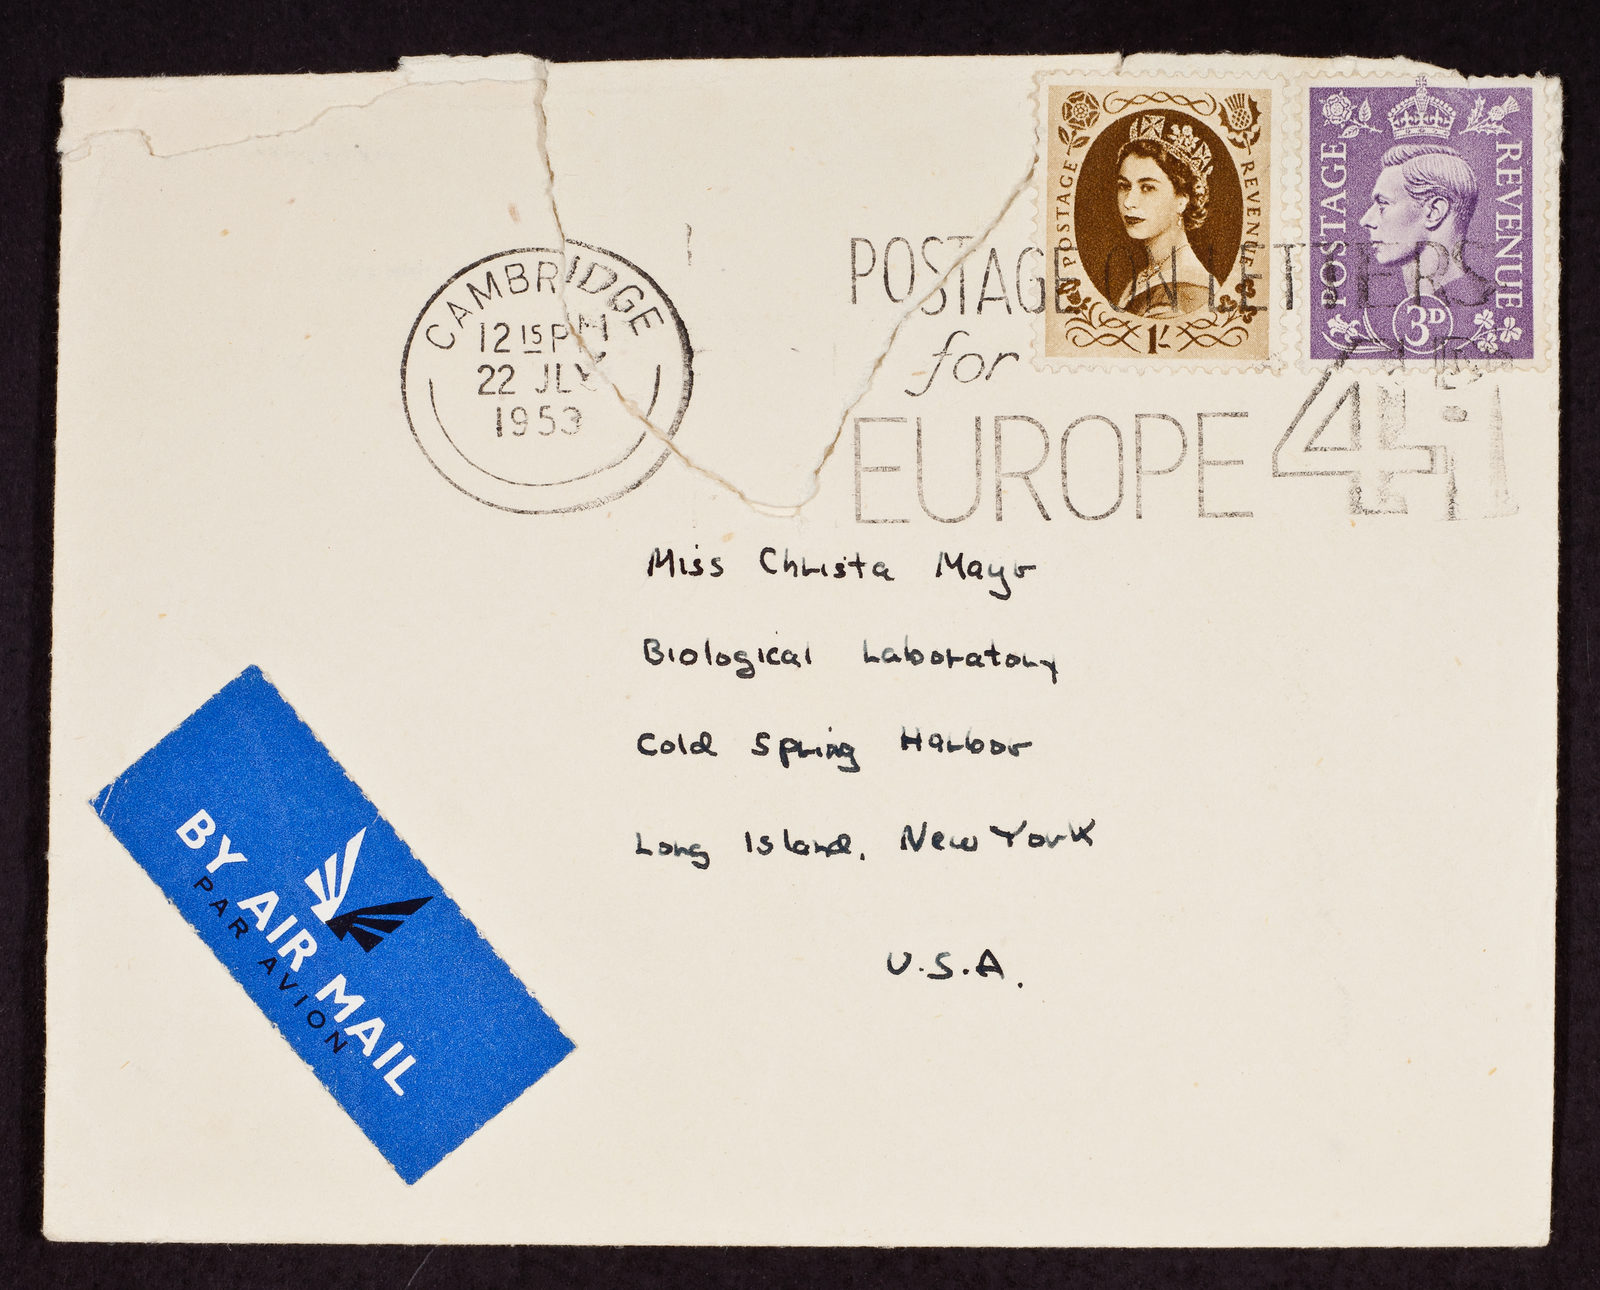 CAMBRIDGE
12 15 PM
22 JLY
1953
POSTAGE ON LETTERS
for
EUROPE 4D
POSTAGE REVENUE
1/-
POSTAGE REVENUE
3D
Miss Christa Mayr
Biological Laboratory
Cold Spring Harbor
Long Island, New York
U.S.A.
BY AIR MAIL
PAR AVION